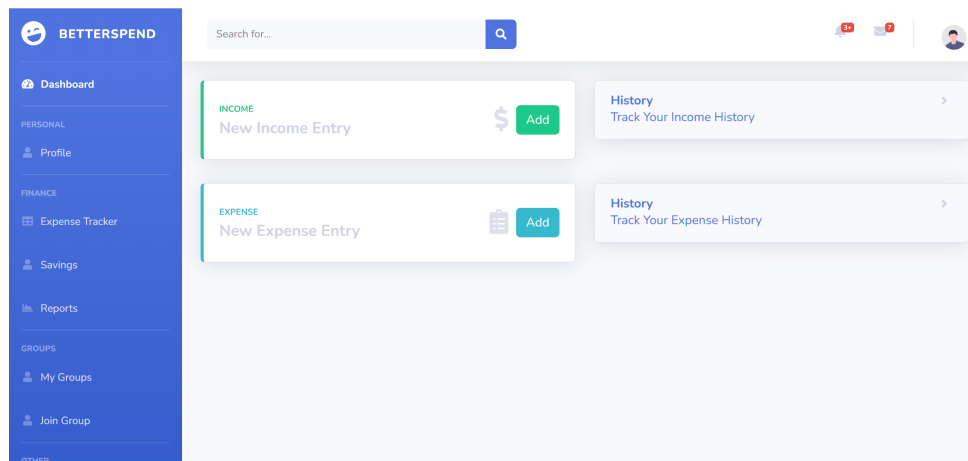 BETTERSPEND
Search for...
3+
7
Dashboard
PERSONAL
Profile
FINANCE
Expense Tracker
Savings
Reports
GROUPS
My Groups
Join Group
OTHER
INCOME
New Income Entry
Add
History
Track Your Income History
EXPENSE
New Expense Entry
Add
History
Track Your Expense History